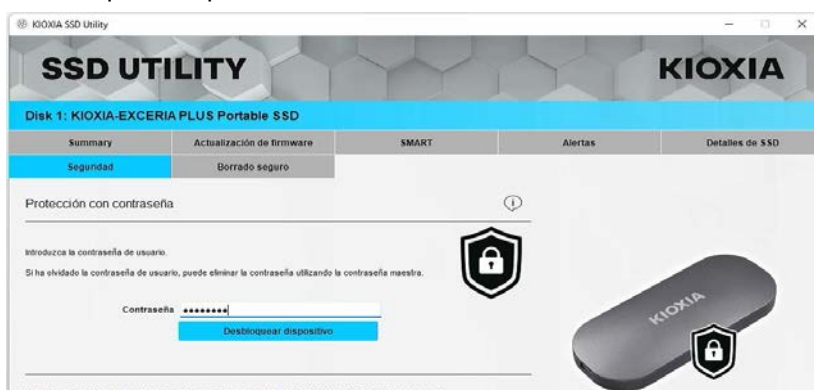 KIOXIA SSD Utility
SSD UTILITY
KIOXIA
Disk 1: KIOXIA-EXCERIA PLUS Portable SSD
Summary
Actualización de firmware
SMART
Alertas
Detalles de SSD
Seguridad
Borrado seguro
Protección con contraseña
Introduzca la contraseña de usuario.
Si ha olvidado la contraseña de usuario, puede eliminar la contraseña utilizando la contraseña maestra.
Contraseña ••••••••
Desbloquear dispositivo
KIOXIA